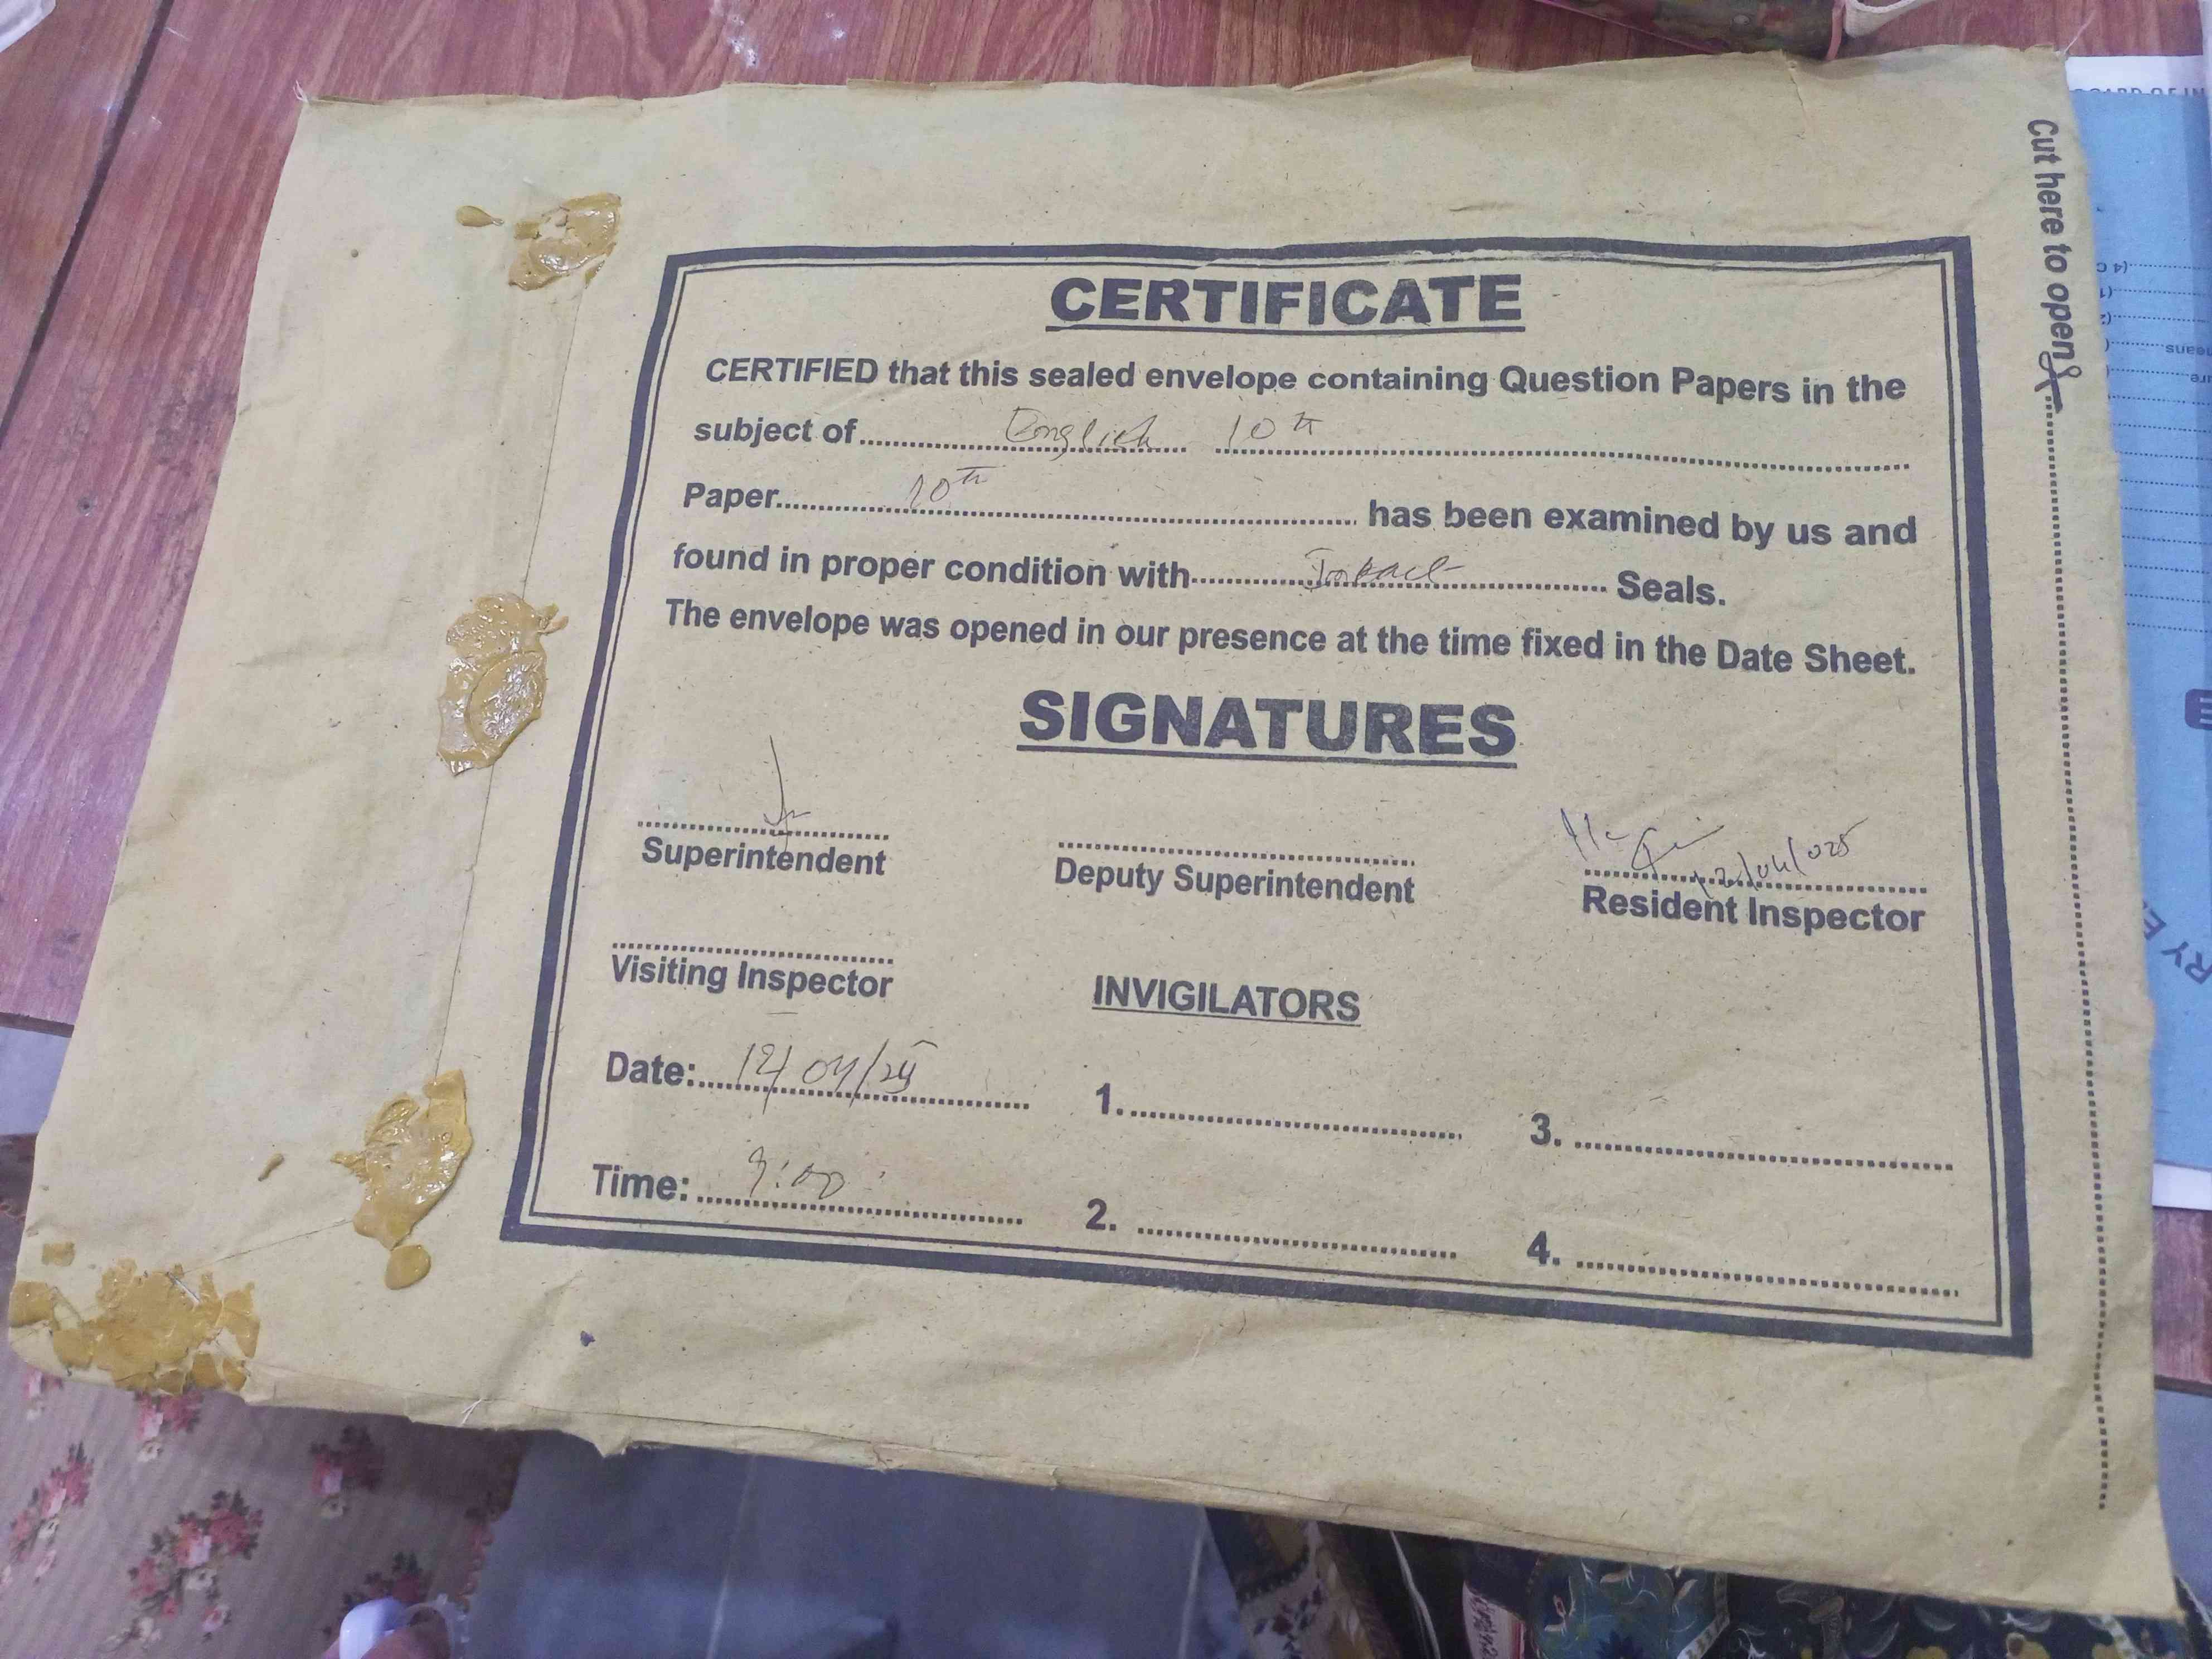 Cut here to open
CERTIFICATE
CERTIFIED that this sealed envelope containing Question Papers in the
subject of English 10th
Paper 10th has been examined by us and
found in proper condition with Intact Seals.
The envelope was opened in our presence at the time fixed in the Date Sheet.
SIGNATURES
Superintendent
Deputy Superintendent
12/04/025
Resident Inspector
Visiting Inspector
INVIGILATORS
Date: 12/04/25
1.
3.
Time: 9:00
2.
4.